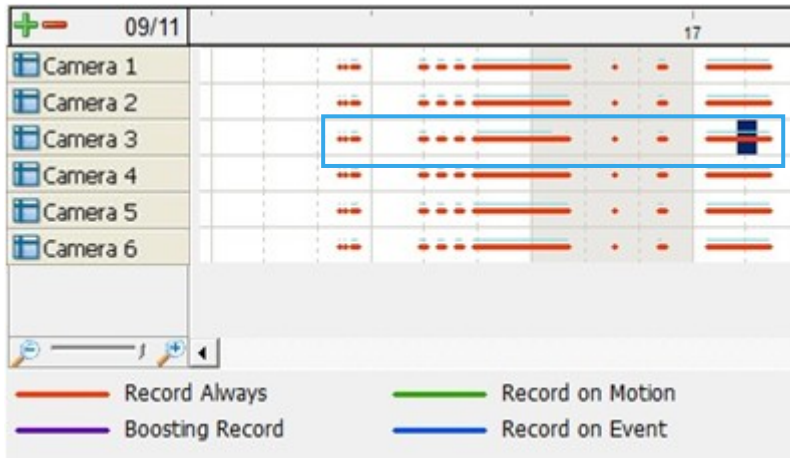 09/11
17
Camera 1
Camera 2
Camera 3
Camera 4
Camera 5
Camera 6
Record Always
Record on Motion
Boosting Record
Record on Event